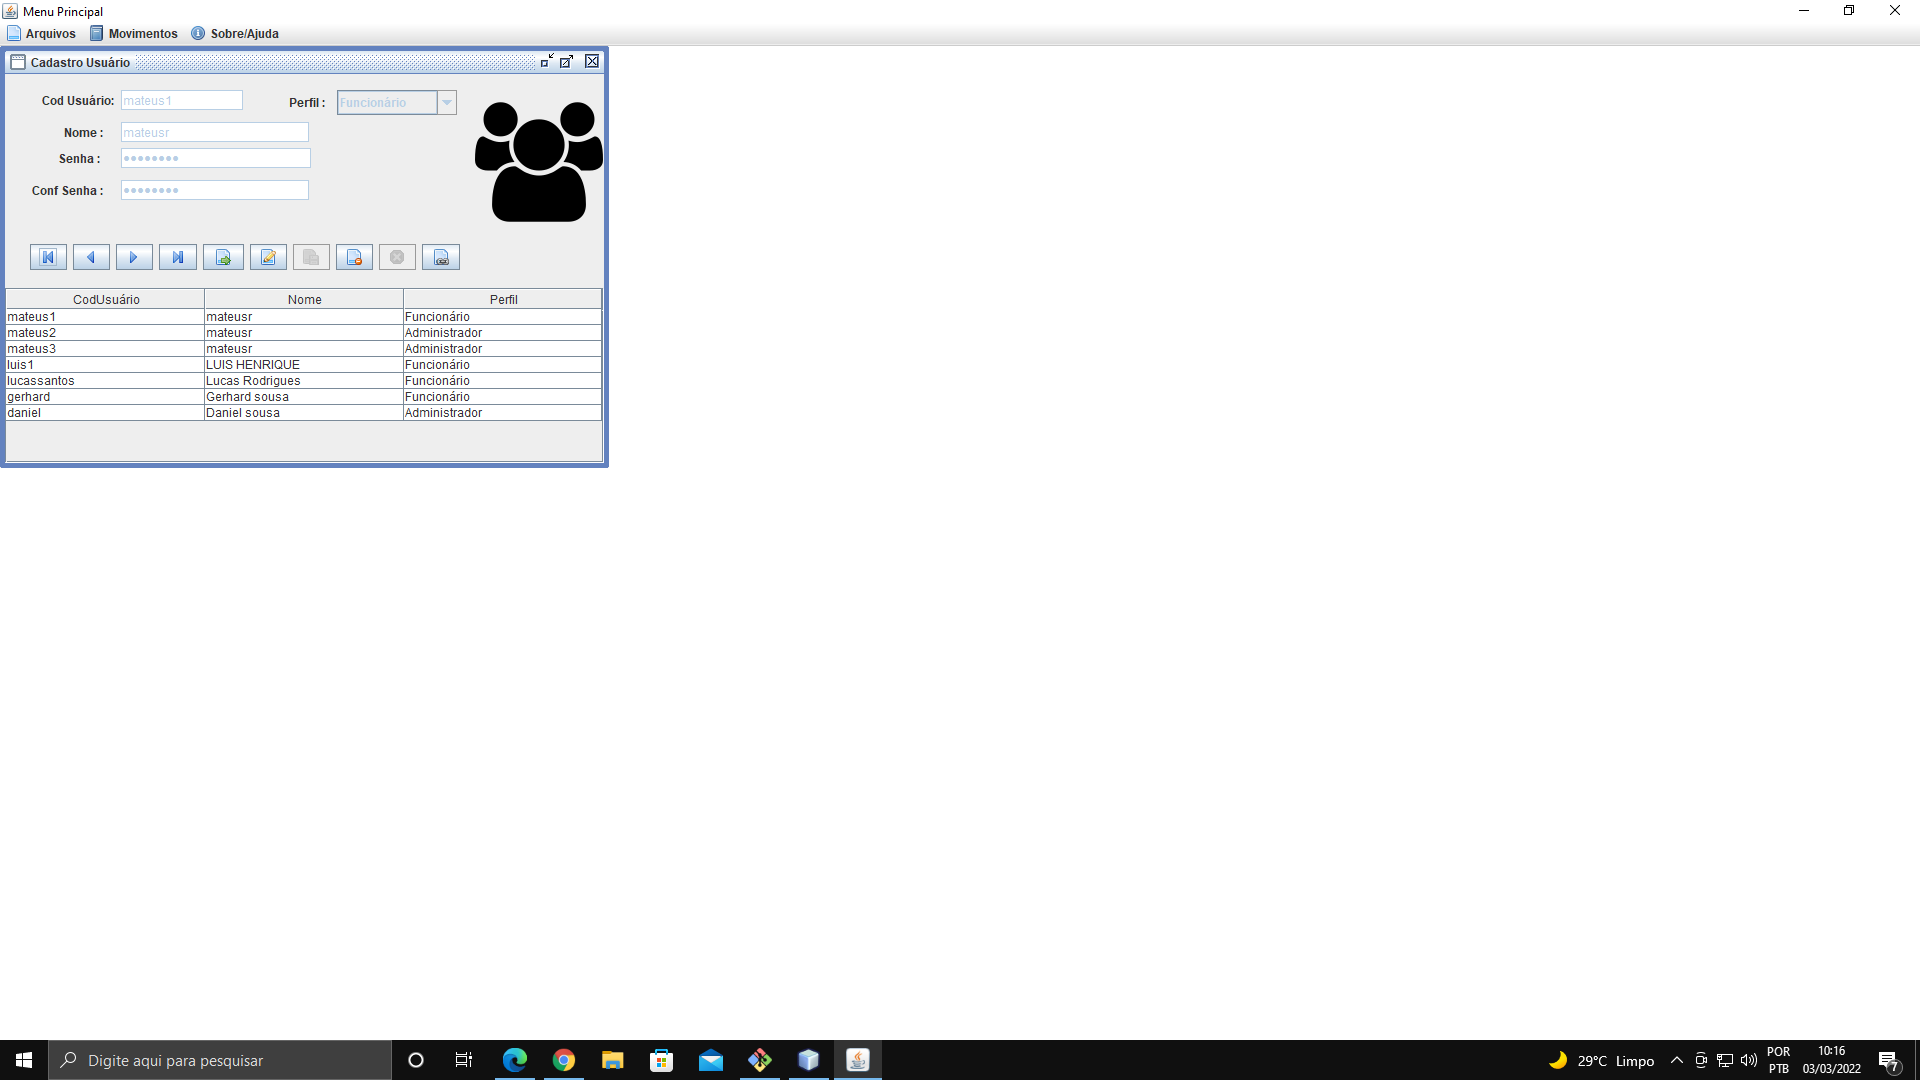 Menu Principal
Arquivos Movimentos Sobre/Ajuda
Cadastro Usuário
Cod Usuário: mateus1 Perfil : Funcionário
Nome : mateusr
Senha : ••••••••
Conf Senha : ••••••••
CodUsuário Nome Perfil
mateus1 mateusr Funcionário
mateus2 mateusr Administrador
mateus3 mateusr Administrador
luis1 LUIS HENRIQUE Funcionário
lucassantos Lucas Rodrigues Funcionário
gerhard Gerhard sousa Funcionário
daniel Daniel sousa Administrador
Digite aqui para pesquisar
29°C Limpo
POR
PTB
10:16
03/03/2022
7